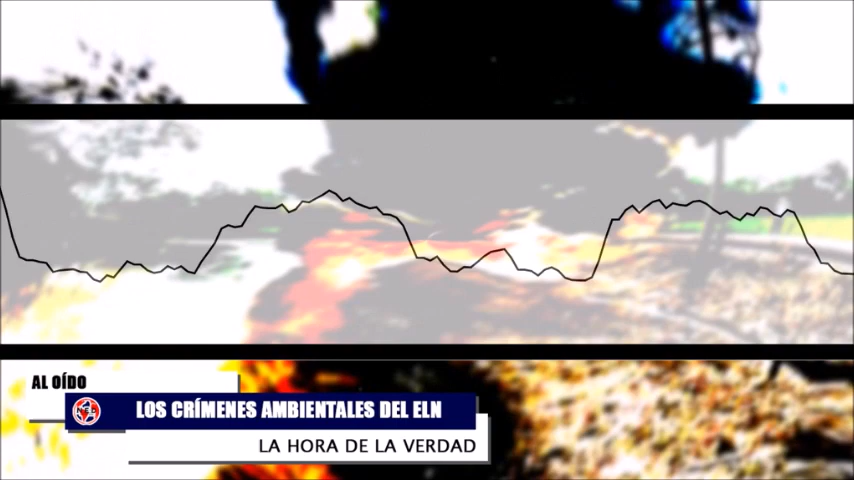 AL OÍDO
LOS CRÍMENES AMBIENTALES DEL ELN
LA HORA DE LA VERDAD